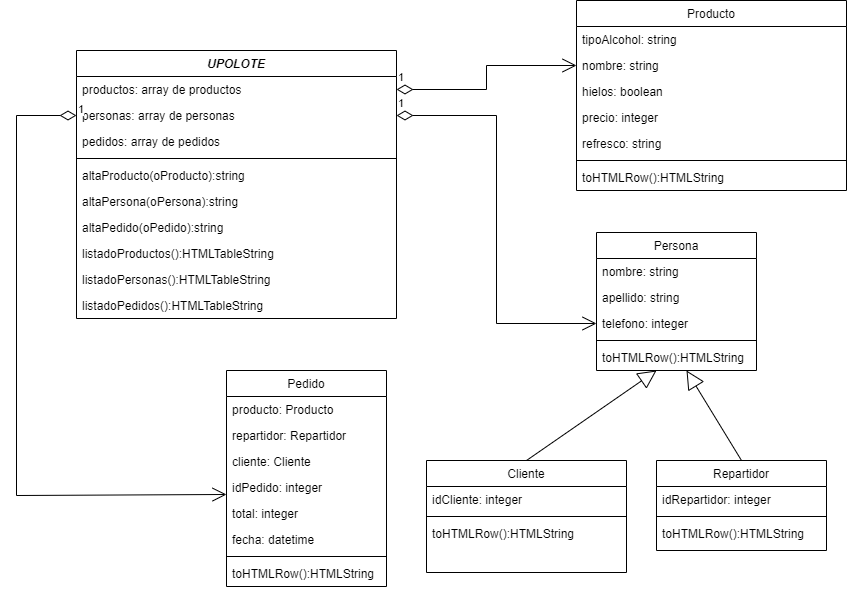 UPOLOTE
productos: array de productos
personas: array de personas
pedidos: array de pedidos
altaProducto(oProducto):string
altaPersona(oPersona):string
altaPedido(oPedido):string
listadoProductos():HTMLTableString
listadoPersonas():HTMLTableString
listadoPedidos():HTMLTableString
1
1
1
Producto
tipoAlcohol: string
nombre: string
hielos: boolean
precio: integer
refresco: string
toHTMLRow():HTMLString
Persona
nombre: string
apellido: string
telefono: integer
toHTMLRow():HTMLString
Pedido
producto: Producto
repartidor: Repartidor
cliente: Cliente
idPedido: integer
total: integer
fecha: datetime
toHTMLRow():HTMLString
Cliente
idCliente: integer
toHTMLRow():HTMLString
Repartidor
idRepartidor: integer
toHTMLRow():HTMLString